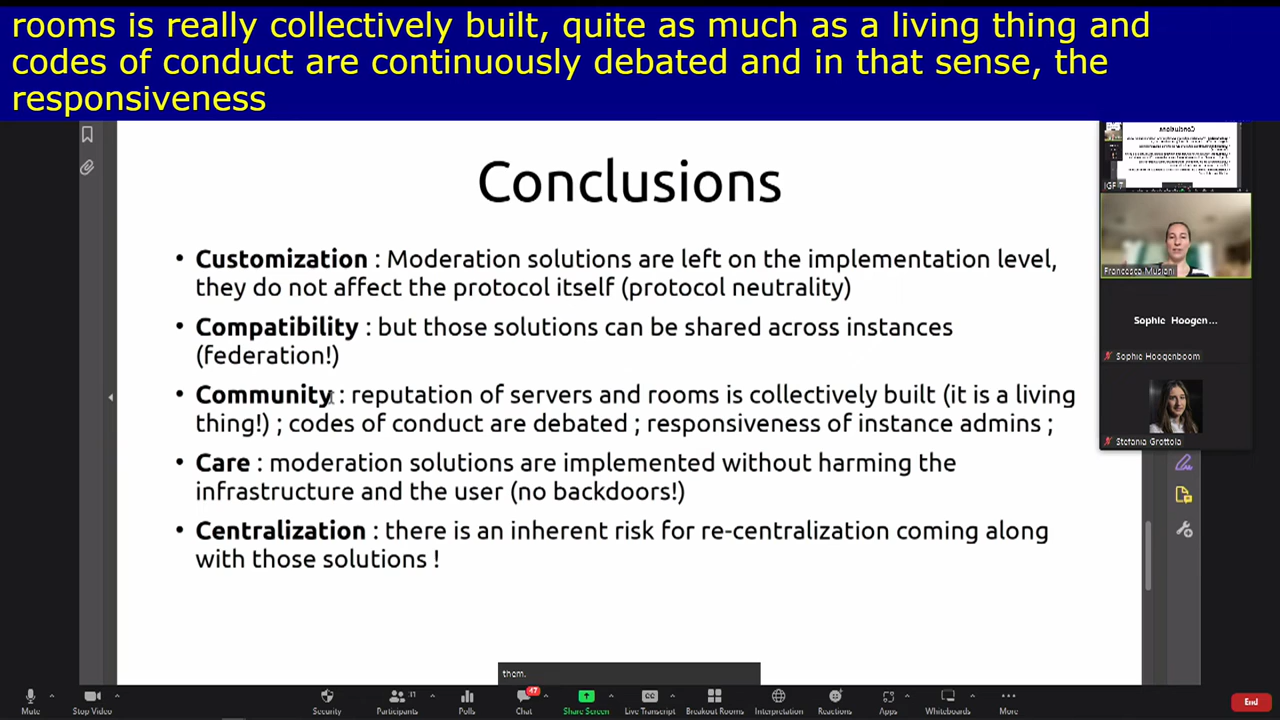 rooms is really collectively built, quite as much as a living thing and
codes of conduct are continuously debated and in that sense, the
responsiveness
Conclusions
• Customization : Moderation solutions are left on the implementation level,
they do not affect the protocol itself (protocol neutrality)
• Compatibility : but those solutions can be shared across instances
(federation!)
• Community : reputation of servers and rooms is collectively built (it is a living
thing!) ; codes of conduct are debated ; responsiveness of instance admins ;
• Care : moderation solutions are implemented without harming the
infrastructure and the user (no backdoors!)
• Centralization : there is an inherent risk for re-centralization coming along
with those solutions !
Conclusions
IGF 7
Francesca Musiani
Sophie Hoogen...
Sophie Hoogenboom
Stefania Grottola
them.
Mute
Stop Video
Security
Participants
Polls
47
Chat
Share Screen
Live Transcript
Breakout Rooms
Interpretation
Reactions
Apps
Whiteboards
More
End